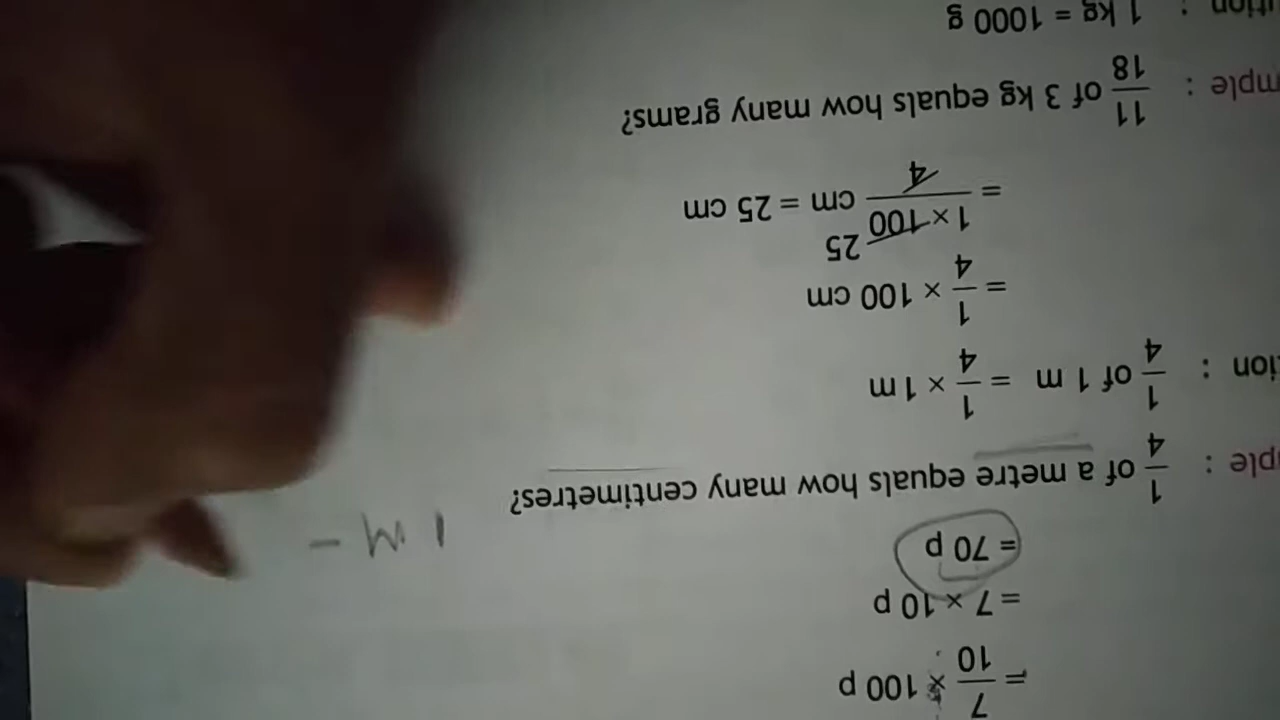 = 7/10 × 100 p
= 7 × 10 p
= 70 p
1 M -
ple : 1/4 of a metre equals how many centimetres?
ion : 1/4 of 1 m = 1/4 × 1 m
= 1/4 × 100 cm
= 1 × 100 25/4 cm = 25 cm
mple : 11/18 of 3 kg equals how many grams?
ution : 1 kg = 1000 g